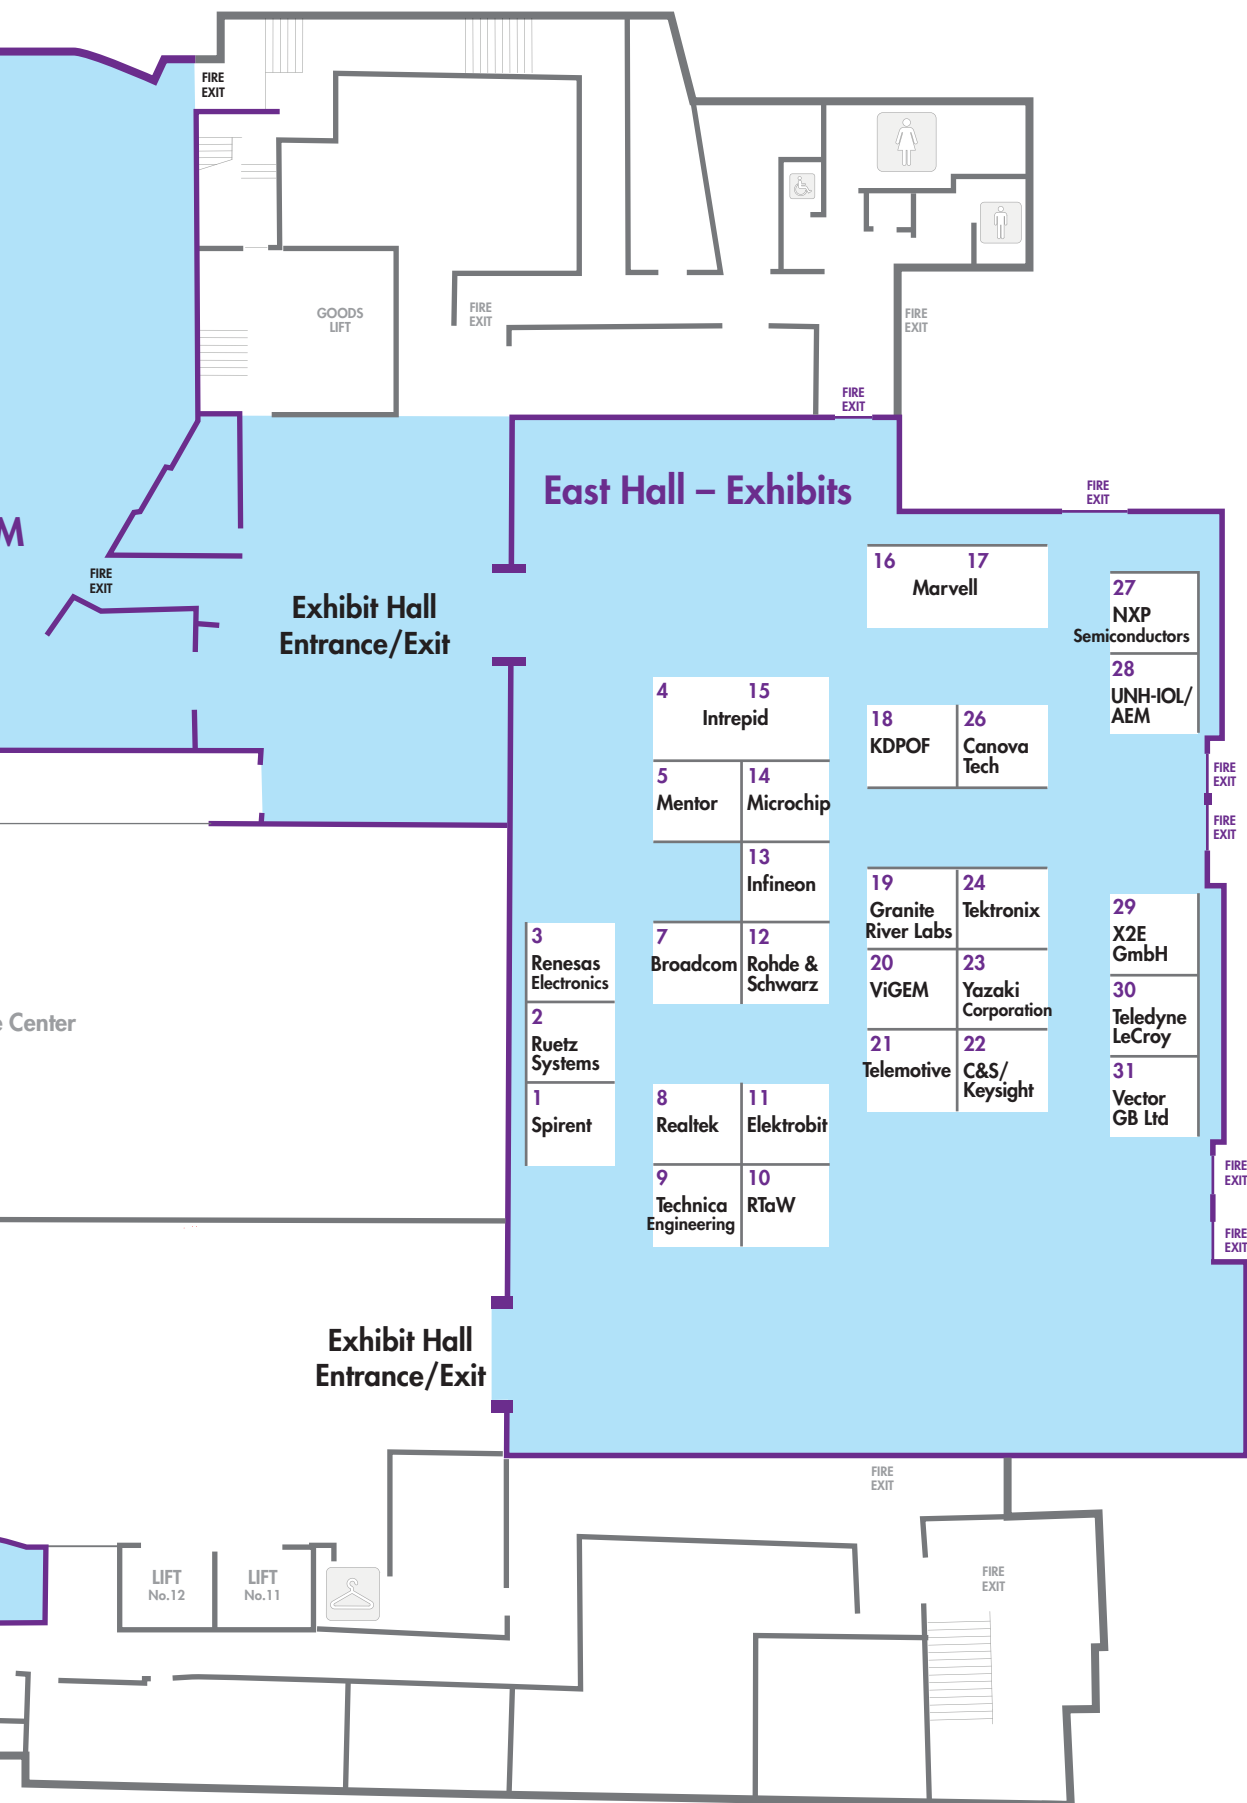 FIRE
EXIT
GOODS
LIFT
FIRE
EXIT
FIRE
EXIT
FIRE
EXIT
East Hall – Exhibits
FIRE
EXIT
M
FIRE
EXIT
Exhibit Hall
Entrance/Exit
16 17
Marvell
27
NXP
Semiconductors
28
UNH-IOL/
AEM
4 15
Intrepid
18
KDPOF
26
Canova
Tech
5
Mentor
14
Microchip
FIRE
EXIT
FIRE
EXIT
13
Infineon
19
Granite
River Labs
24
Tektronix
29
X2E
GmbH
3
Renesas
Electronics
7
Broadcom
12
Rohde &
Schwarz
20
ViGEM
23
Yazaki
Corporation
30
Teledyne
LeCroy
e Center
2
Ruetz
Systems
21
Telemotive
22
C&S/
Keysight
31
Vector
GB Ltd
1
Spirent
8
Realtek
11
Elektrobit
9
Technica
Engineering
10
RTaW
FIRE
EXIT
FIRE
EXIT
Exhibit Hall
Entrance/Exit
FIRE
EXIT
LIFT
No.12
LIFT
No.11
FIRE
EXIT